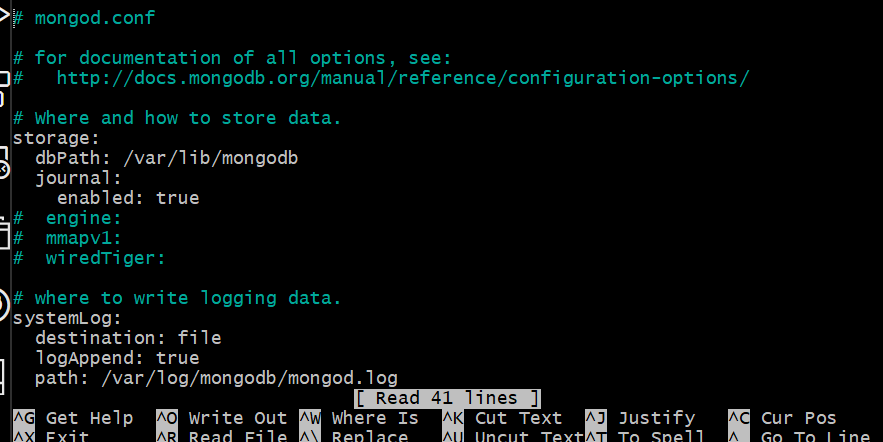 # mongod.conf
# for documentation of all options, see:
#   http://docs.mongodb.org/manual/reference/configuration-options/
# Where and how to store data.
storage:
  dbPath: /var/lib/mongodb
  journal:
    enabled: true
#  engine:
#  mmapv1:
#  wiredTiger:
# where to write logging data.
systemLog:
  destination: file
  logAppend: true
  path: /var/log/mongodb/mongod.log
[ Read 41 lines ]
^G Get Help  ^O Write Out ^W Where Is  ^K Cut Text  ^J Justify   ^C Cur Pos
^X Exit      ^R Read File ^\ Replace   ^U Uncut Text^T To Spell  ^_ Go To Line